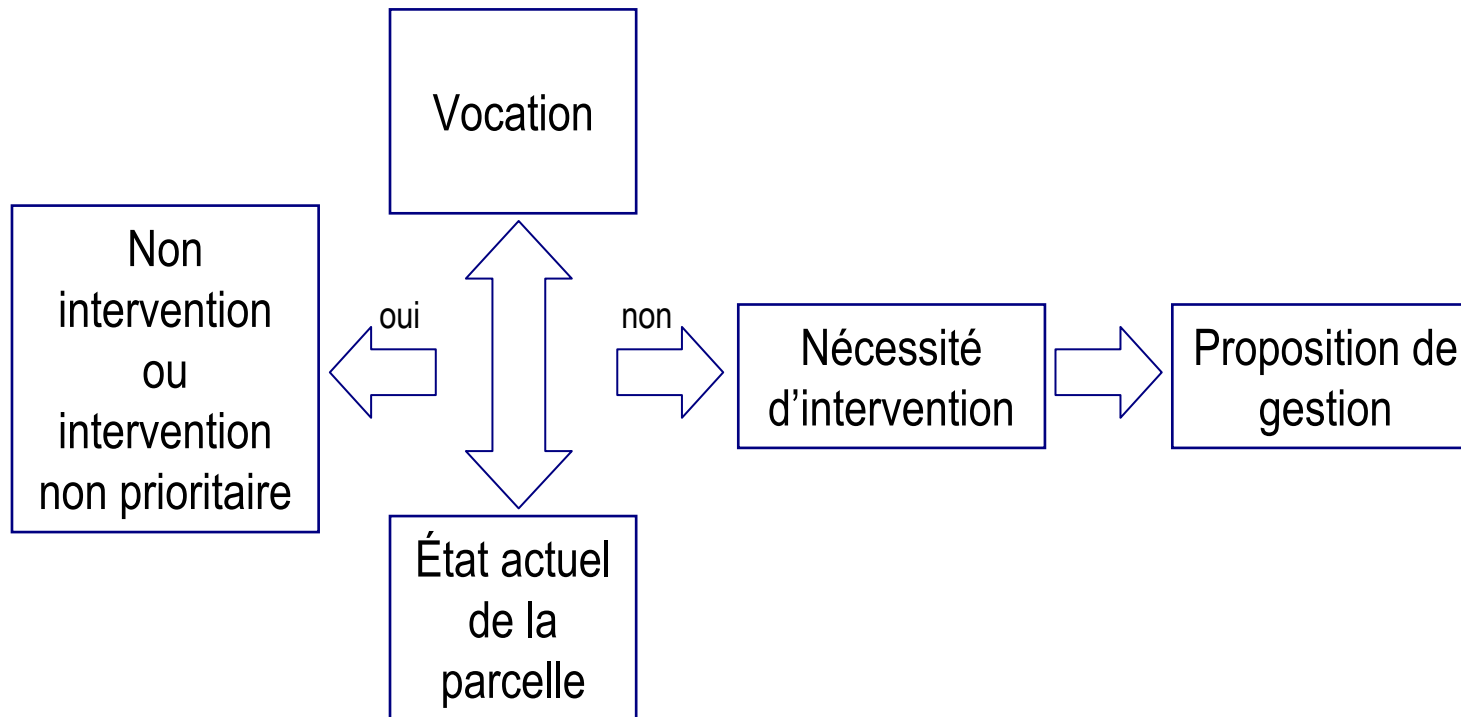 Vocation
Non
intervention
ou
intervention
non prioritaire
oui
non
Nécessité
d’intervention
Proposition de
gestion
État actuel
de la
parcelle